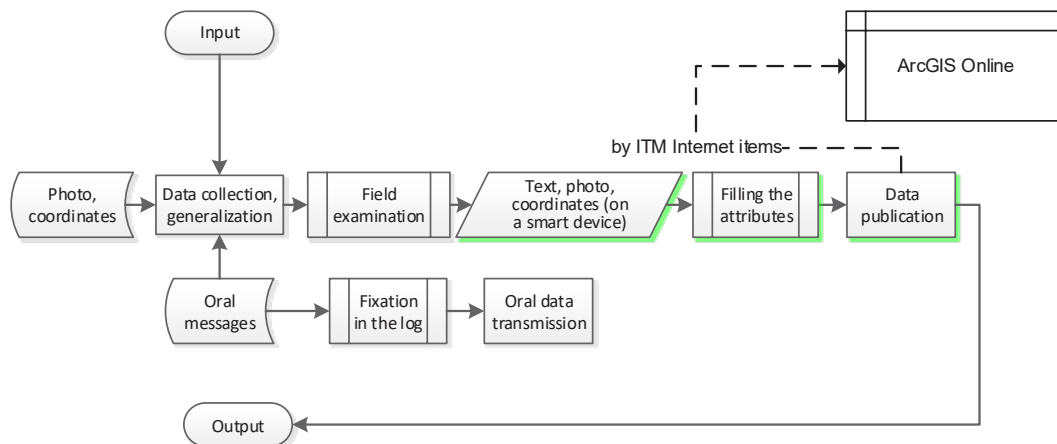 Input
ArcGIS Online
by ITM Internet items
Photo,
coordinates
Data collection,
generalization
Field
examination
Text, photo,
coordinates (on
a smart device)
Filling the
attributes
Data
publication
Oral
messages
Fixation
in the log
Oral data
transmission
Output